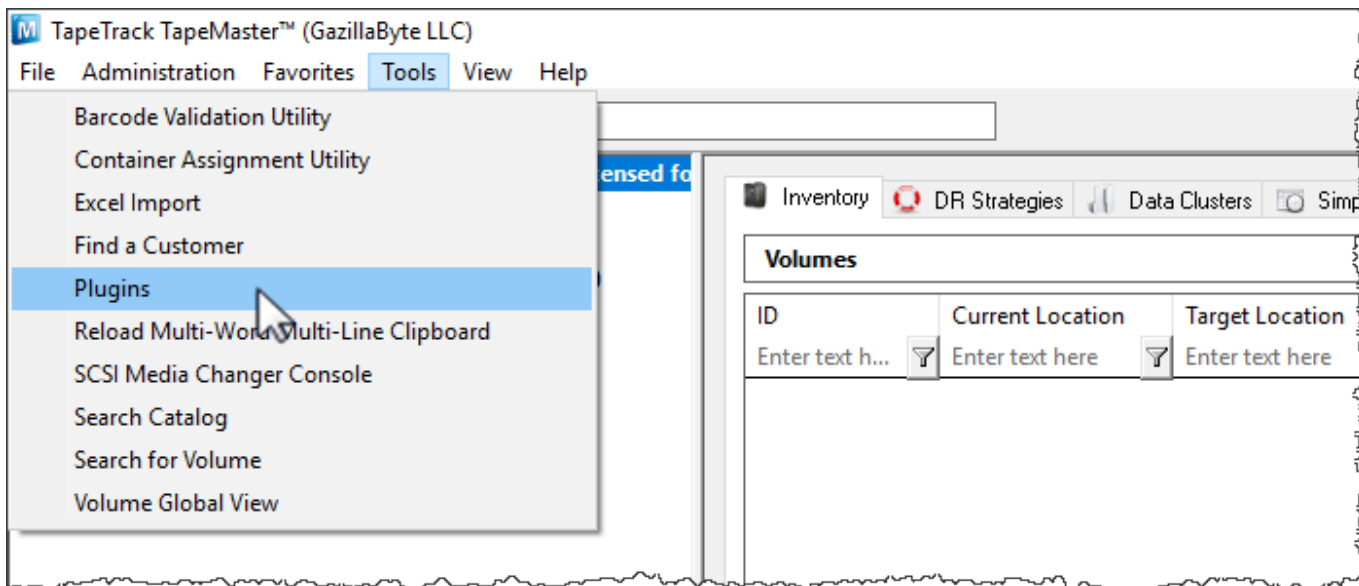 TapeTrack TapeMaster™ (GazillaByte LLC)
File Administration Favorites Tools View Help
Barcode Validation Utility
Container Assignment Utility
Excel Import
Find a Customer
Plugins
Reload Multi-Word Multi-Line Clipboard
SCSI Media Changer Console
Search Catalog
Search for Volume
Volume Global View
Inventory DR Strategies Data Clusters
Volumes
ID Current Location Target Location
Enter text h... Enter text here Enter text here